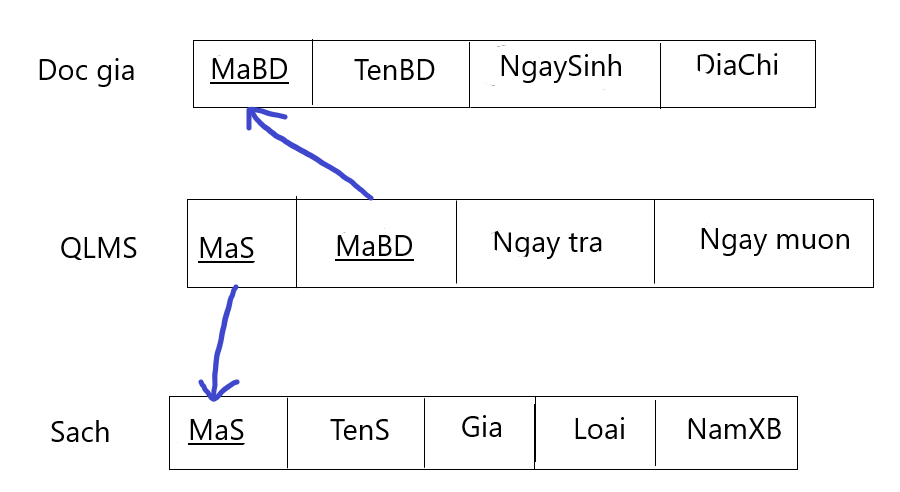 Doc gia MaBD TenBD NgaySinh DiaChi
QLMS MaS MaBD Ngay tra Ngay muon
Sach MaS TenS Gia Loai NamXB